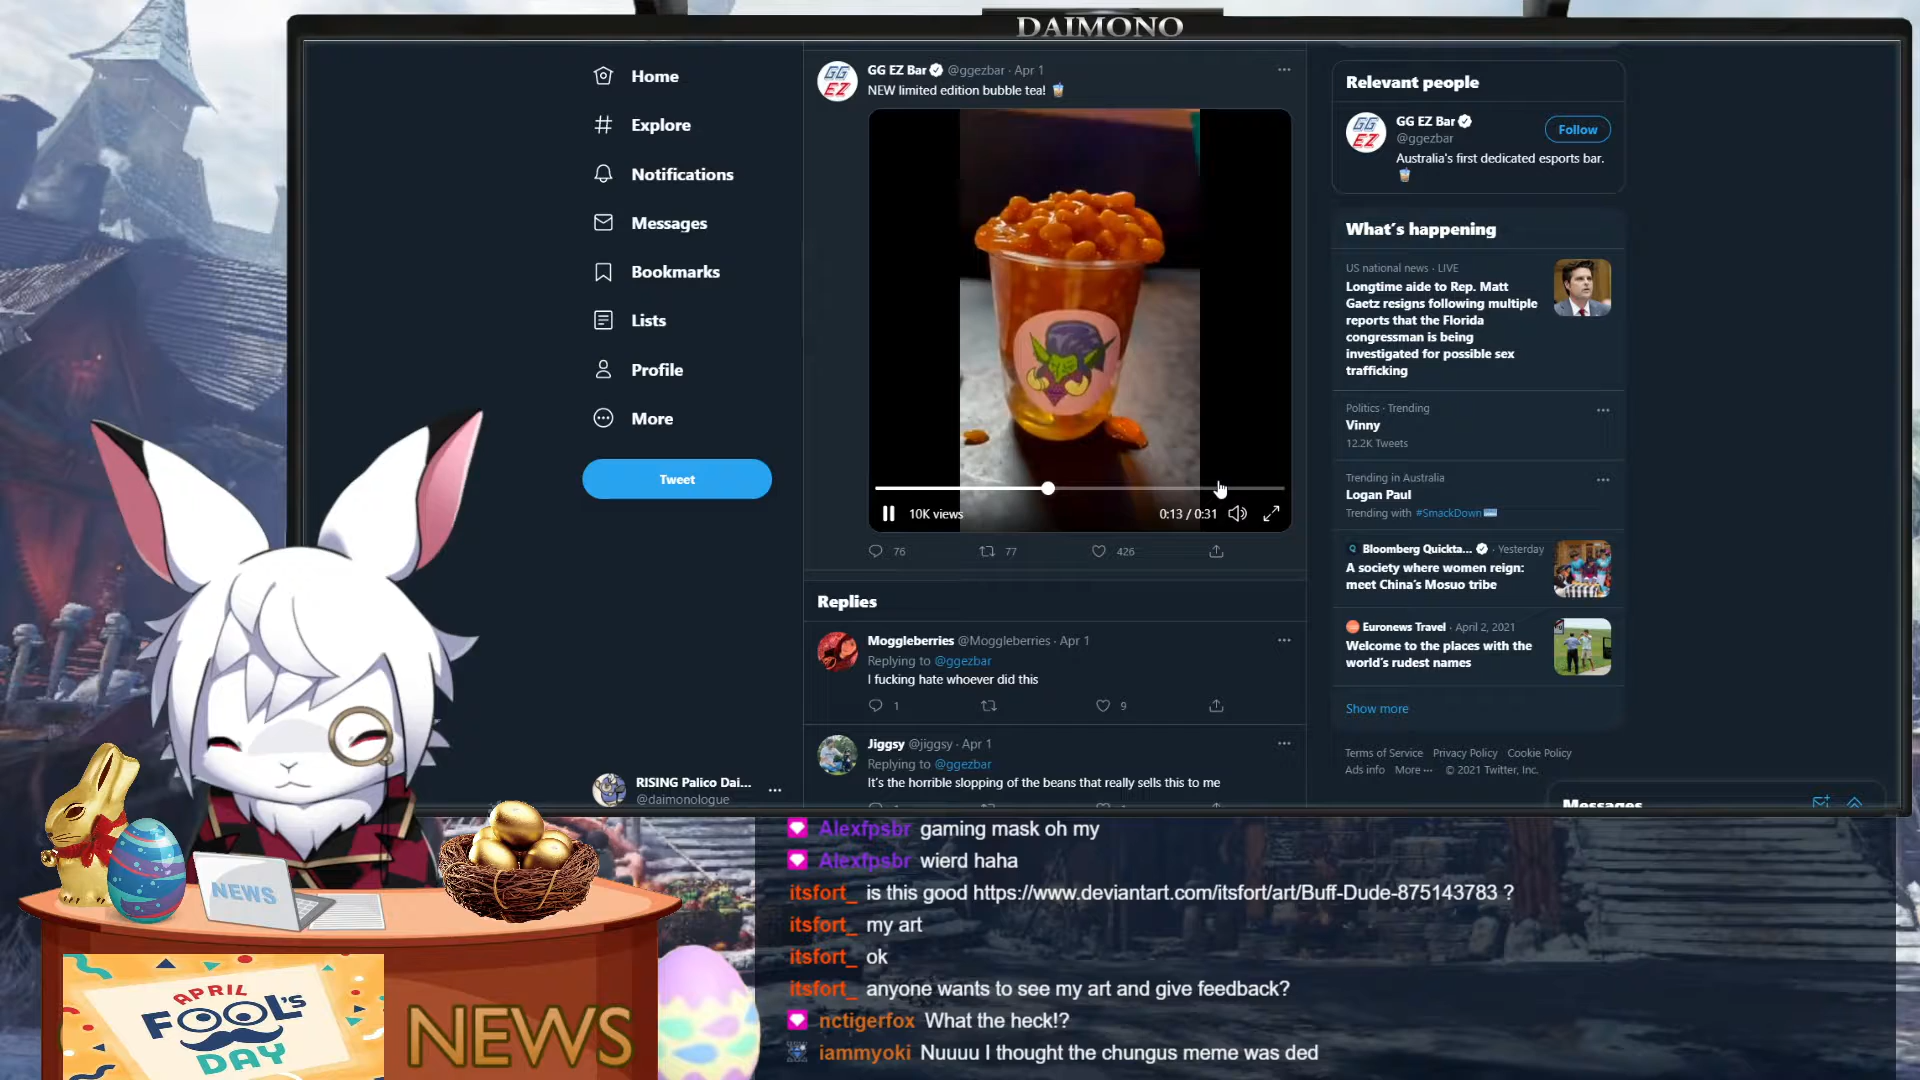 DAIMONO
Home
Explore
Notifications
Messages
Bookmarks
Lists
Profile
More
Tweet
RISING Palico Dai...
@daimonologue
GG
EZ
GG EZ Bar @ggezbar · Apr 1
NEW limited edition bubble tea!
10K views
0:13 / 0:31
76
77
426
Replies
Moggleberries @Moggleberries · Apr 1
Replying to @ggezbar
I fucking hate whoever did this
1
9
Jiggsy @jiggsy · Apr 1
Replying to @ggezbar
It's the horrible slopping of the beans that really sells this to me
Relevant people
GG
EZ
GG EZ Bar
@ggezbar
Follow
Australia's first dedicated esports bar.
What's happening
US national news · LIVE
Longtime aide to Rep. Matt
Gaetz resigns following multiple
reports that the Florida
congressman is being
investigated for possible sex
trafficking
Politics · Trending
Vinny
12.2K Tweets
Trending in Australia
Logan Paul
Trending with #SmackDown
Bloomberg Quickta... · Yesterday
A society where women reign:
meet China's Mosuo tribe
Euronews Travel · April 2, 2021
Welcome to the places with the
world's rudest names
Show more
Terms of Service Privacy Policy Cookie Policy
Ads info More ··· © 2021 Twitter, Inc.
Messages
Alexfpsbr gaming mask oh my
Alexfpsbr wierd haha
itsfort_ is this good https://www.deviantart.com/itsfort/art/Buff-Dude-875143783 ?
itsfort_ my art
itsfort_ ok
itsfort_ anyone wants to see my art and give feedback?
nctigerfox What the heck!?
iammyoki Nuuuu I thought the chungus meme was ded
NEWS
APRIL
FOOL'S
DAY
NEWS